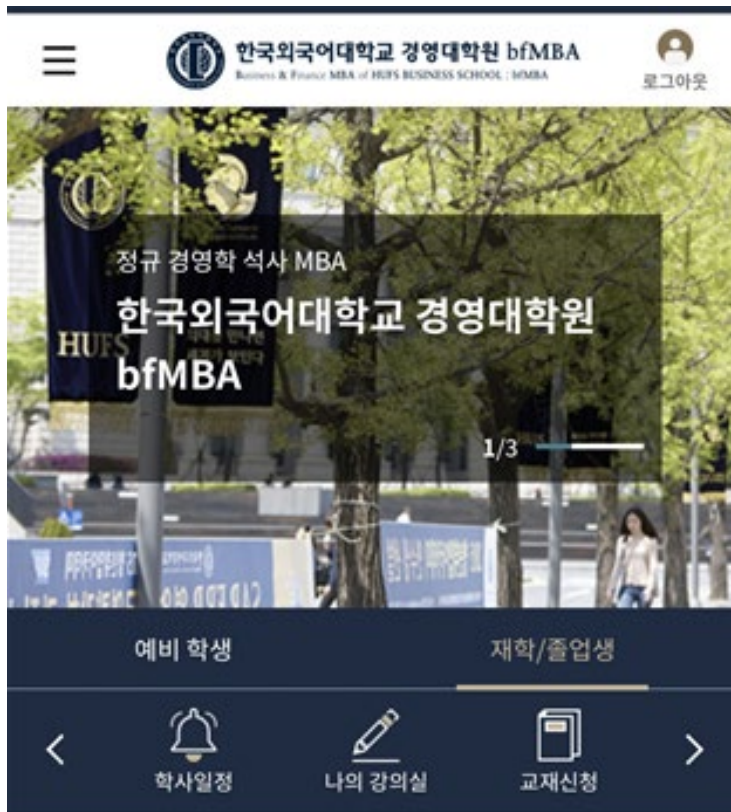 한국외국어대학교 경영대학원 bfMBA
Business & Finance MBA of HUFS BUSINESS SCHOOL : bfMBA
로그아웃
정규 경영학 석사 MBA
한국외국어대학교 경영대학원
bfMBA
HUFS
1/3
예비 학생
재학/졸업생
학사일정
나의 강의실
교재신청